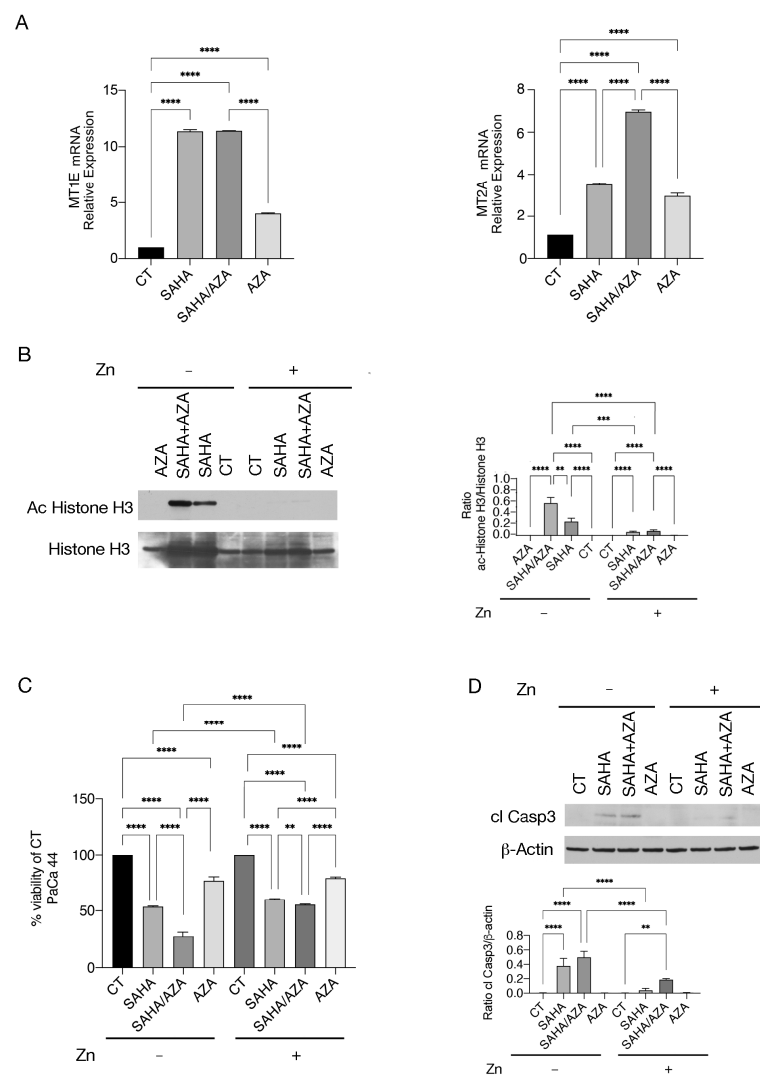 A
****
****
**** ****
MT1E mRNA
Relative Expression
15
10
5
0
CT
SAHA
SAHA/AZA
AZA
****
****
**** **** ****
MT2A mRNA
Relative Expression
8
6
4
2
0
CT
SAHA
SAHA/AZA
AZA
B
Zn
– +
AZA
SAHA+AZA
SAHA
CT
CT
SAHA
SAHA+AZA
AZA
Ac Histone H3
Histone H3
****
***
**** ****
**** ** **** **** ****
Ratio
ac-Histone H3/Histone H3
1.0
0.8
0.6
0.4
0.2
0.0
AZA
SAHA/AZA
SAHA
CT
CT
SAHA
SAHA/AZA
AZA
Zn – +
C
****
****
**** ****
****
**** **** ****
**** **** **** ** ****
% viability of CT
PaCa 44
150
100
50
0
CT
SAHA
SAHA/AZA
AZA
CT
SAHA
SAHA/AZA
AZA
Zn – +
D
Zn – +
CT
SAHA
SAHA+AZA
AZA
CT
SAHA
SAHA+AZA
AZA
cl Casp3
β-Actin
****
**** ****
**** **
Ratio cl Casp3/β-actin
0.8
0.6
0.4
0.2
0.0
CT
SAHA
SAHA/AZA
AZA
CT
SAHA
SAHA/AZA
AZA
Zn – +